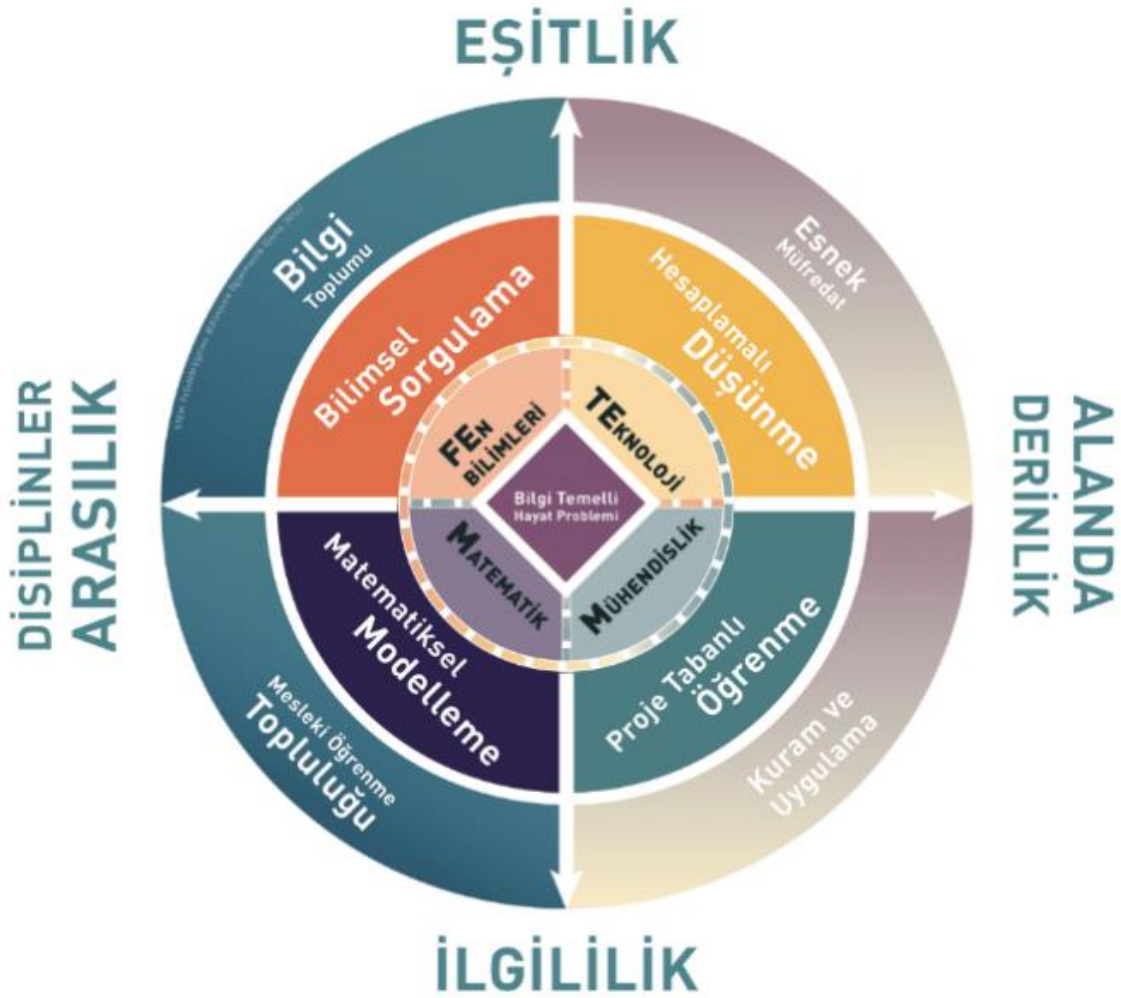 EŞİTLİK
Bilgi
Toplumu
Esnek
Müfredat
Bilimsel
Sorgulama
Hesaplamalı
Düşünme
FEn
BİLİMLERİ
TEKNOLOJİ
DİSİPLİNLER
ARASILIK
Bilgi Temelli
Hayat Problemi
ALANDA
DERİNLİK
MATEMATİK
MÜHENDİSLİK
Matematiksel
Modelleme
Proje Tabanlı
Öğrenme
Mesleki Öğrenme
Topluluğu
Kuram ve
Uygulama
İLGİLİLİK